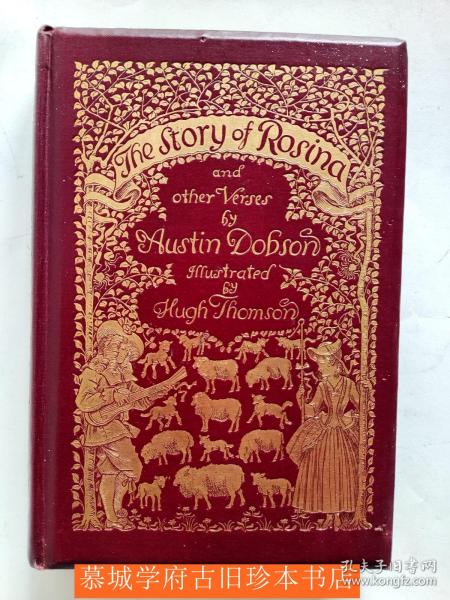 The Story of Rosina
and
other Verses
by
Austin Dobson
Illustrated
by
Hugh Thomson
孔夫子旧书网
kongfz.com
慕城学府古旧珍本书店